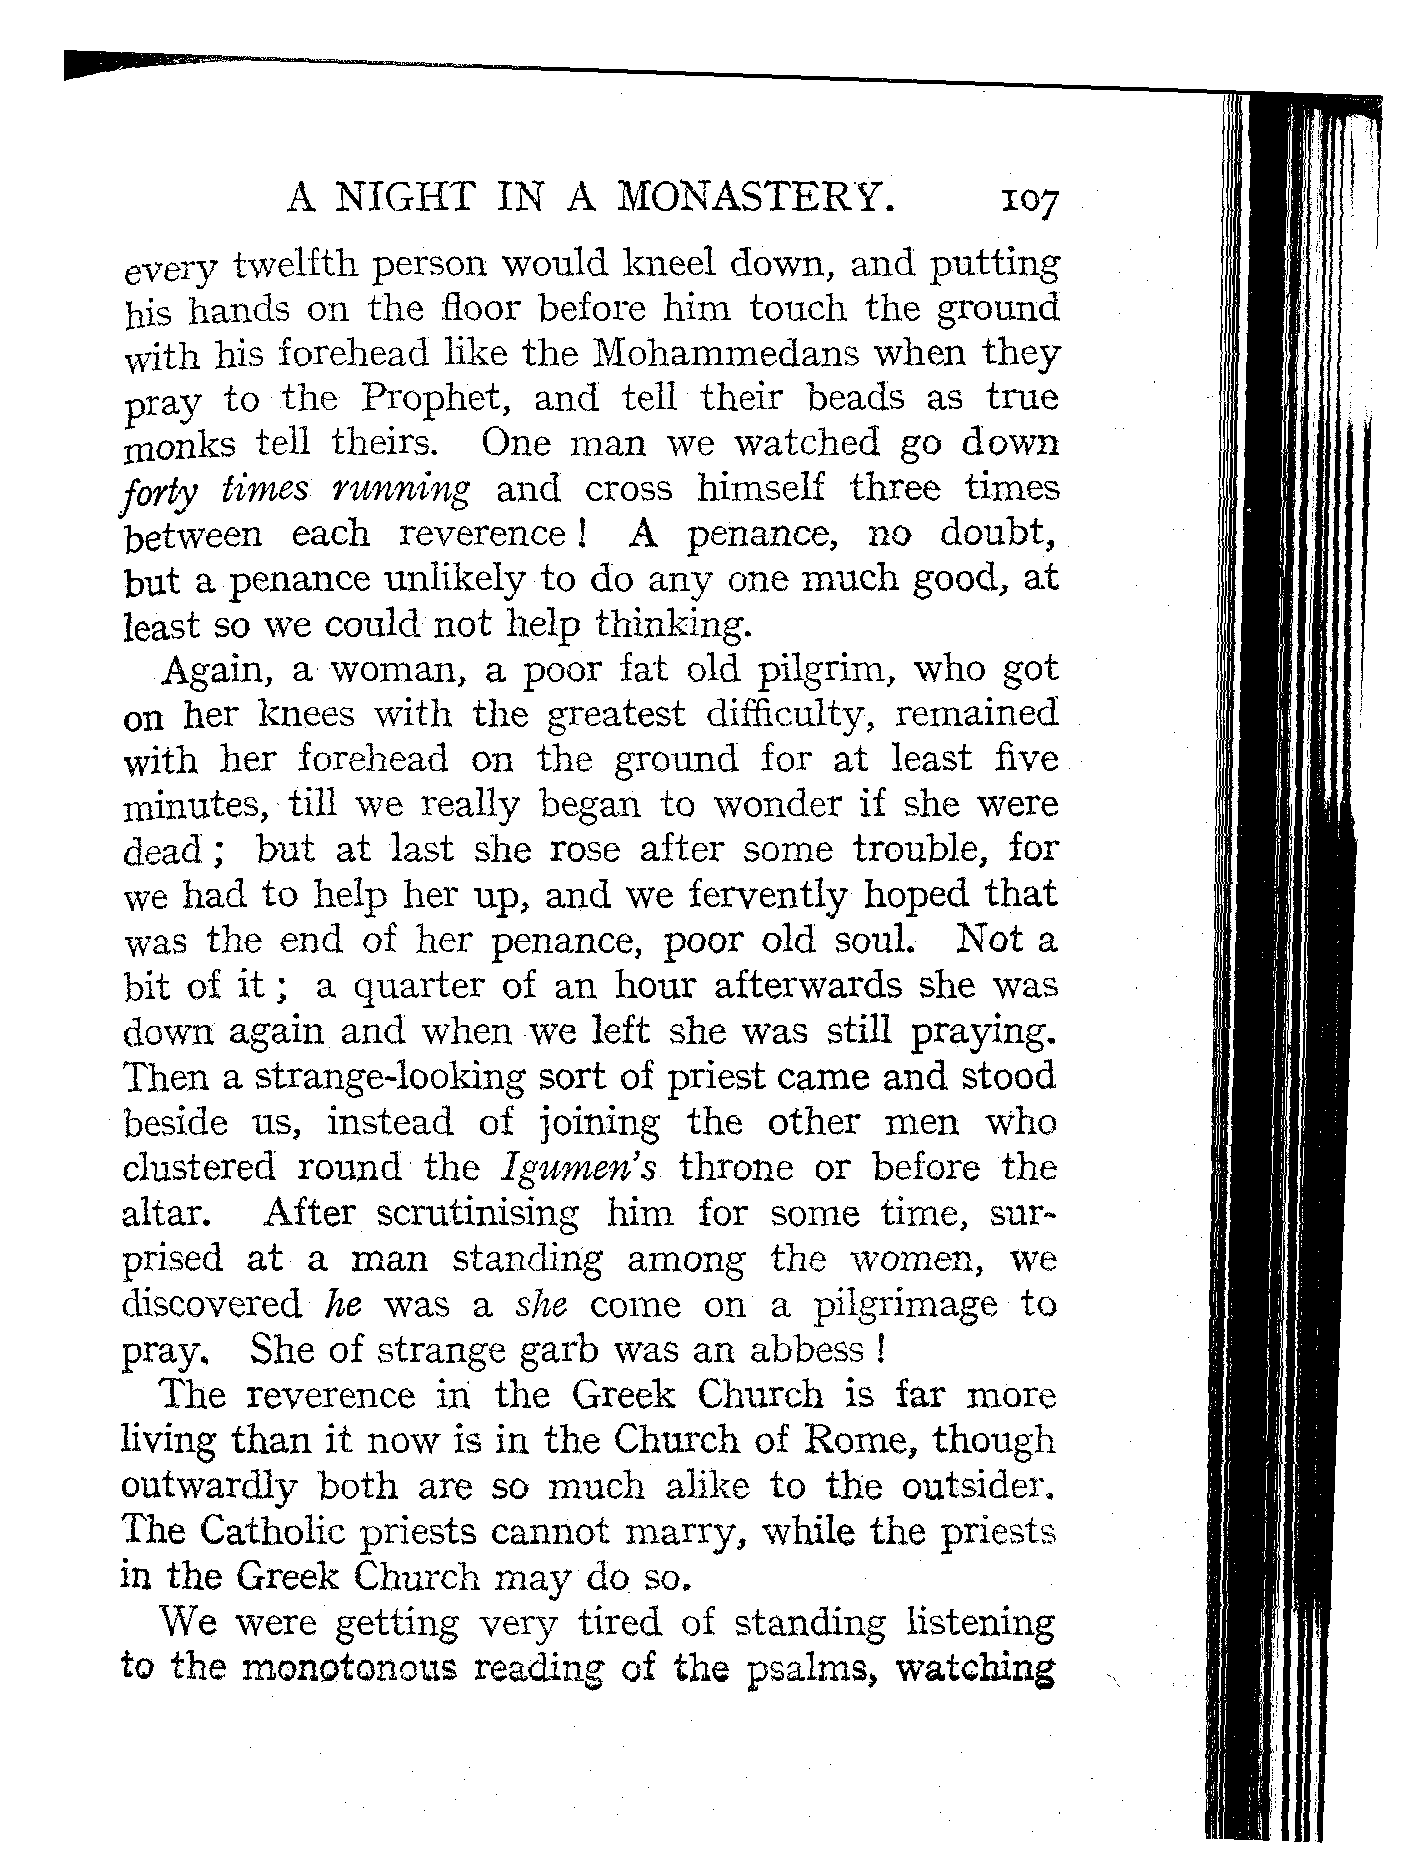 A NIGHT IN A MONASTERY. 107
every twelfth person would kneel down, and putting
his hands on the floor before him touch the ground
with his forehead like the Mohammedans when they
pray to the Prophet, and tell their beads as true
monks tell theirs. One man we watched go down
forty times running and cross himself three times
between each reverence! A penance, no doubt,
but a penance unlikely to do any one much good, at
least so we could not help thinking.
Again, a woman, a poor fat old pilgrim, who got
on her knees with the greatest difficulty, remained
with her forehead on the ground for at least five
minutes, till we really began to wonder if she were
dead; but at last she rose after some trouble, for
we had to help her up, and we fervently hoped that
was the end of her penance, poor old soul. Not a
bit of it; a quarter of an hour afterwards she was
down again and when we left she was still praying.
Then a strange-looking sort of priest came and stood
beside us, instead of joining the other men who
clustered round the Igumen's throne or before the
altar. After scrutinising him for some time, sur-
prised at a man standing among the women, we
discovered he was a she come on a pilgrimage to
pray. She of strange garb was an abbess!
The reverence in the Greek Church is far more
living than it now is in the Church of Rome, though
outwardly both are so much alike to the outsider.
The Catholic priests cannot marry, while the priests
in the Greek Church may do so.
We were getting very tired of standing listening
to the monotonous reading of the psalms, watching